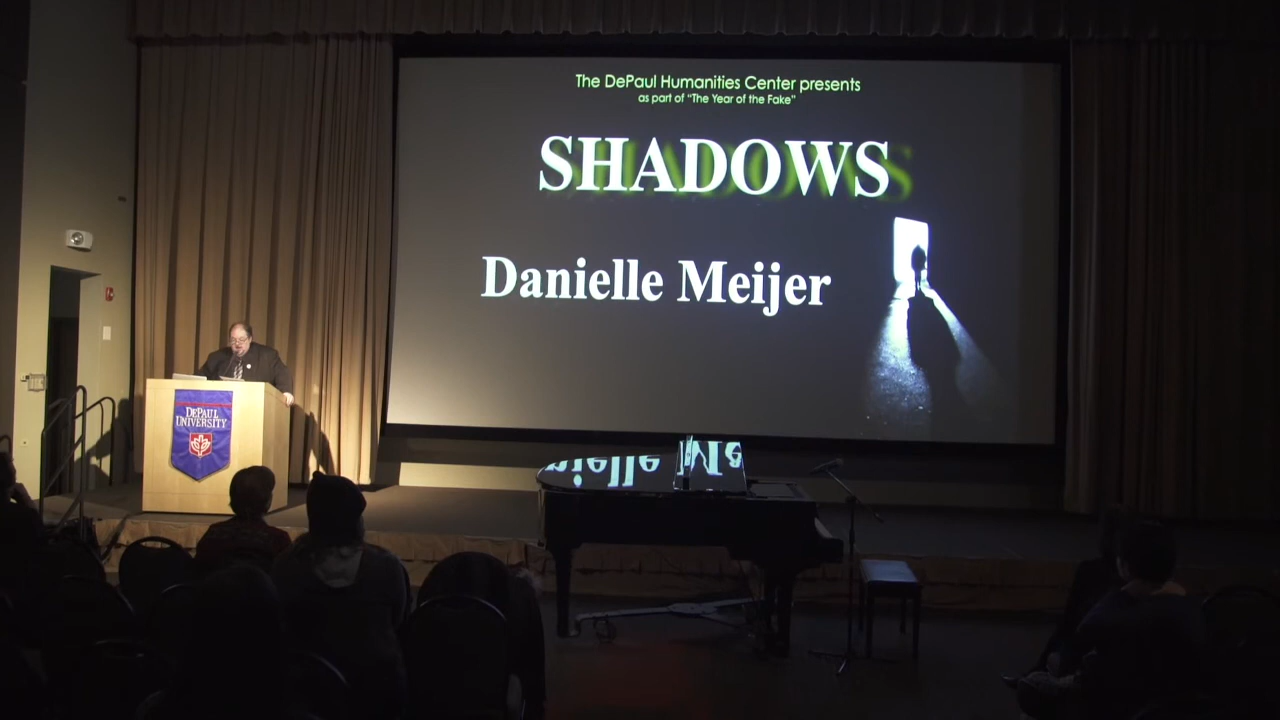 The DePaul Humanities Center presents
as part of "The Year of the Fake"
SHADOWS
Danielle Meijer
DEPAUL
UNIVERSITY